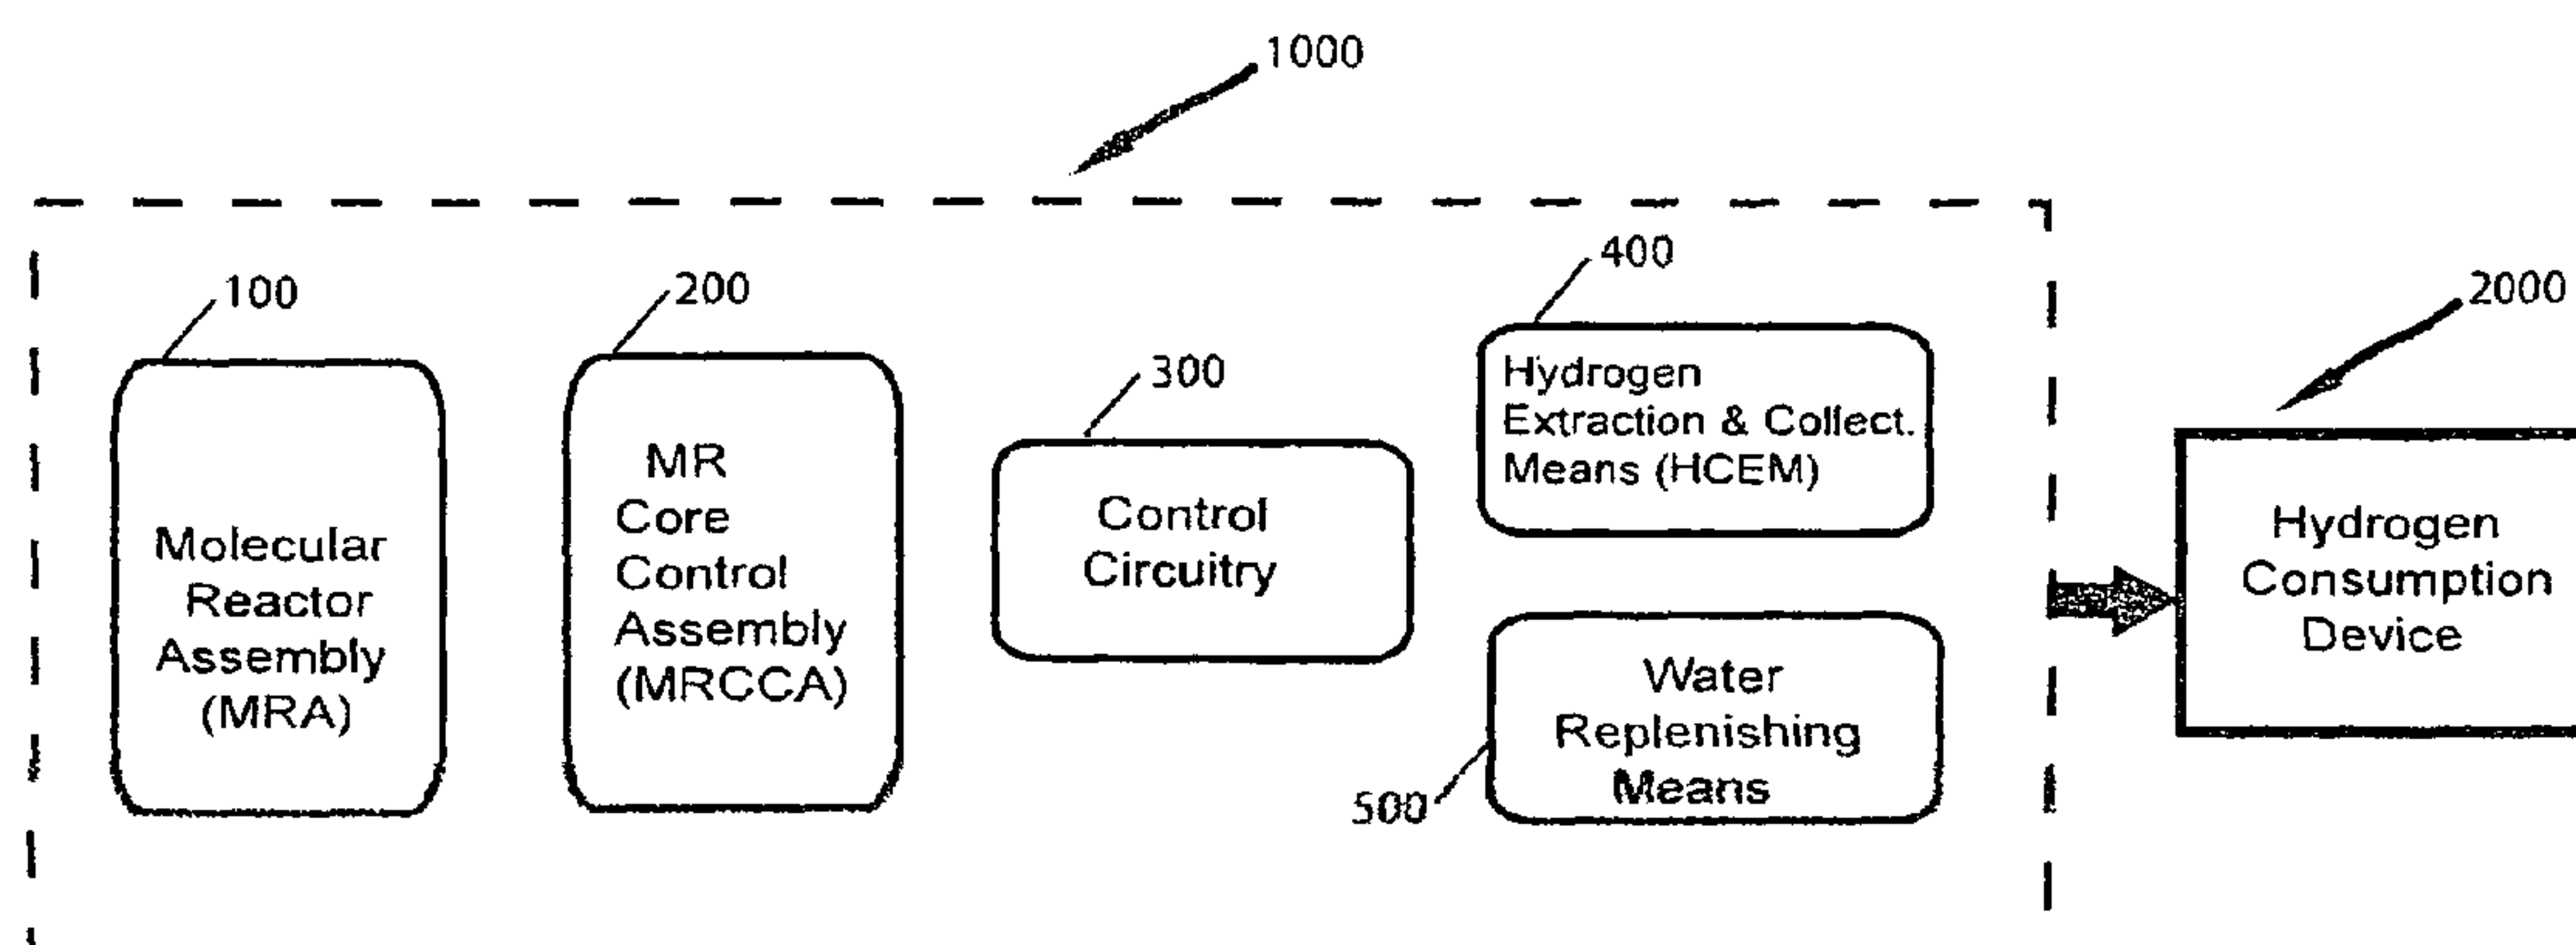 1000
100
Molecular
Reactor
Assembly
(MRA)
200
MR
Core
Control
Assembly
(MRCCA)
300
Control
Circuitry
400
Hydrogen
Extraction & Collect.
Means (HCEM)
500
Water
Replenishing
Means
2000
Hydrogen
Consumption
Device